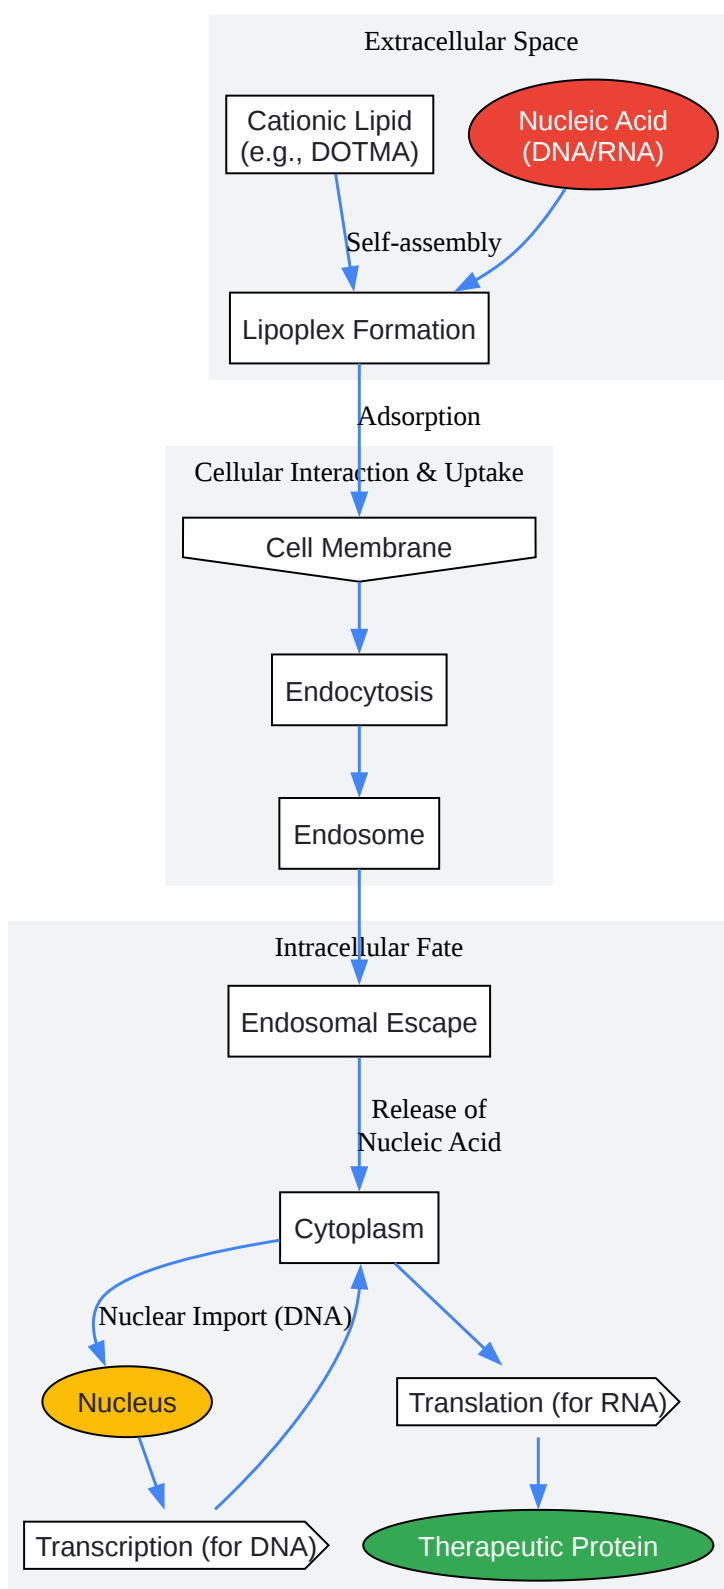 Extracellular Space
Cationic Lipid
(e.g., DOTMA)
Nucleic Acid
(DNA/RNA)
Self-assembly
Lipoplex Formation
Adsorption
Cellular Interaction & Uptake
Cell Membrane
Endocytosis
Endosome
Intracellular Fate
Endosomal Escape
Release of
Nucleic Acid
Cytoplasm
Nuclear Import (DNA)
Nucleus
Translation (for RNA)
Transcription (for DNA)
Therapeutic Protein